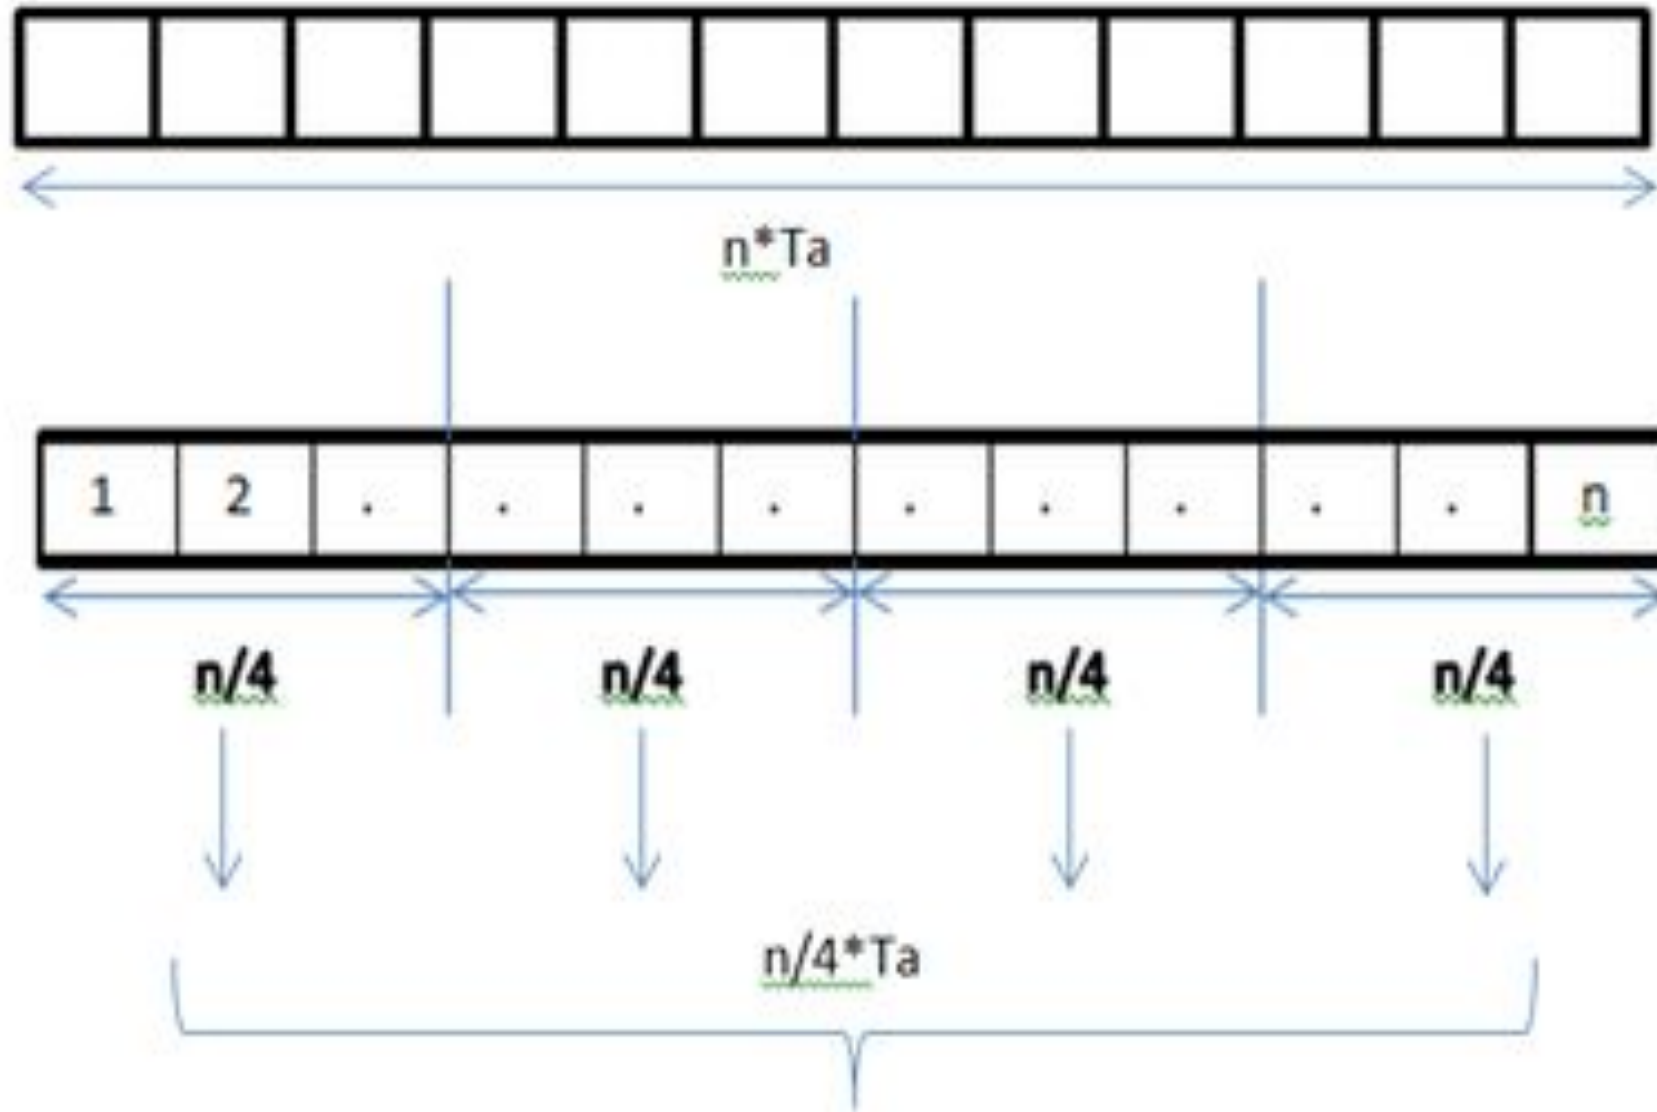 n*Ta
1 2 . . . . . . . . . n
n/4 n/4 n/4 n/4
n/4*Ta